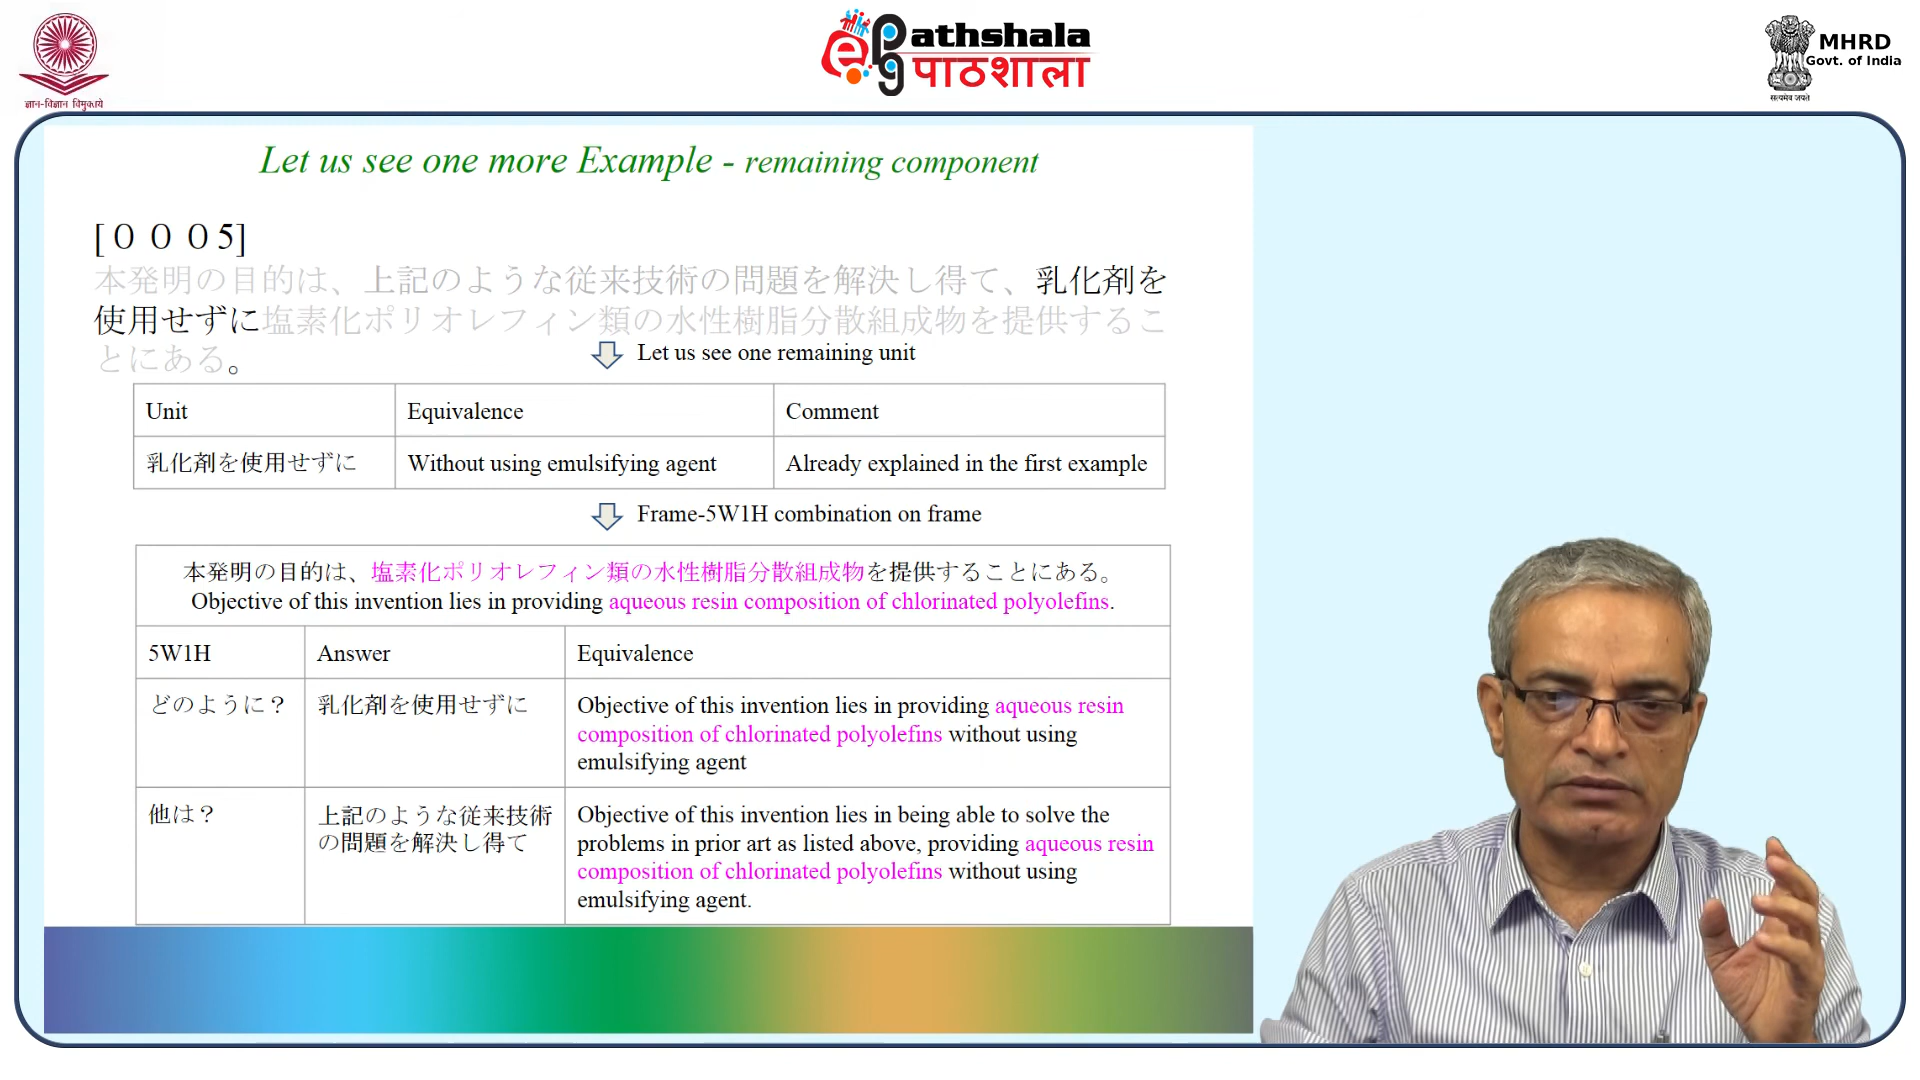 ज्ञान-विज्ञान विमुक्तये
ePathshala
पाठशाला
MHRD
Govt. of India
सत्यमेव जयते
Let us see one more Example - remaining component
[０００5]
本発明の目的は、上記のような従来技術の問題を解決し得て、乳化剤を
使用せずに塩素化ポリオレフィン類の水性樹脂分散組成物を提供するこ
とにある。
Let us see one remaining unit
Unit Equivalence Comment
乳化剤を使用せずに Without using emulsifying agent Already explained in the first example
Frame-5W1H combination on frame
本発明の目的は、塩素化ポリオレフィン類の水性樹脂分散組成物を提供することにある。
Objective of this invention lies in providing aqueous resin composition of chlorinated polyolefins.
5W1H Answer Equivalence
どのように？ 乳化剤を使用せずに Objective of this invention lies in providing aqueous resin
composition of chlorinated polyolefins without using
emulsifying agent
他は？ 上記のような従来技術 Objective of this invention lies in being able to solve the
の問題を解決し得て problems in prior art as listed above, providing aqueous resin
composition of chlorinated polyolefins without using
emulsifying agent.